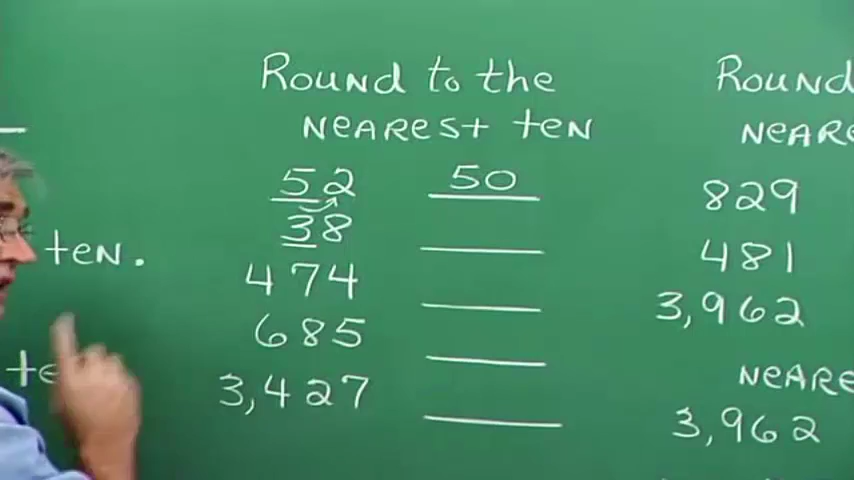 Round to the
nearest ten
52 50
38
474
685
3,427
ten.
te
Round
neare
829
481
3,962
neare
3,962